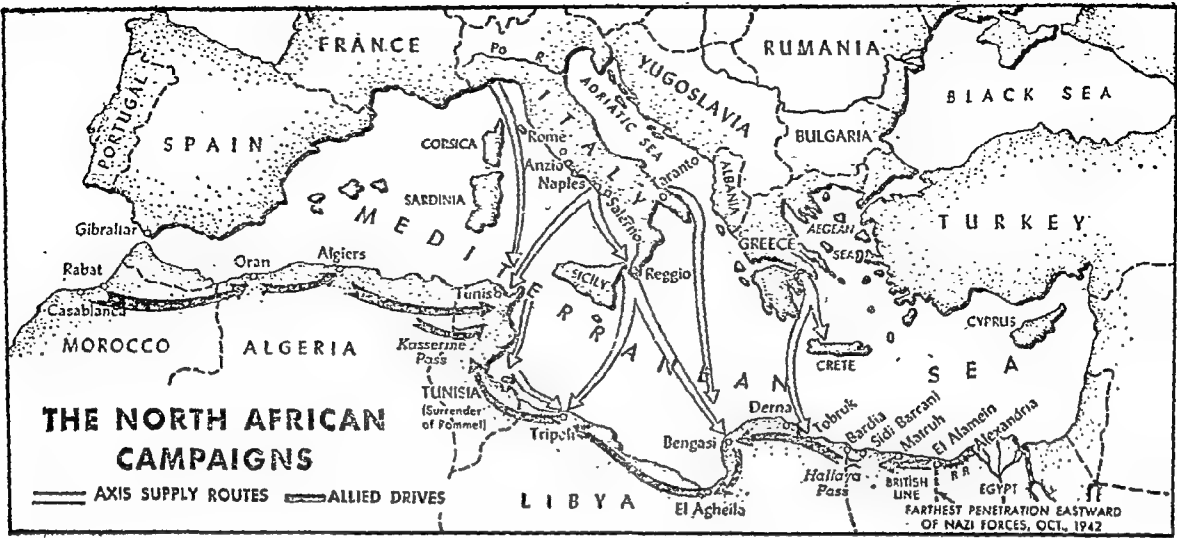 FRANCE
Po R.
RUMANIA
YUGOSLAVIA
BLACK SEA
PORTUGAL
SPAIN
ITALY
ADRIATIC SEA
BULGARIA
CORSICA
Rome
Anzio
Naples
Salerno
Taranto
ALBANIA
SARDINIA
TURKEY
Gibraltar
MEDITERRANEAN SEA
GREECE
AEGEAN
SEA
Rabat
Oran
Algiers
SICILY
Reggio
Casablanca
Tunis
CYPRUS
MOROCCO
ALGERIA
Kasserine
Pass
CRETE
TUNISIA
(Surrender
of Rommel)
Tripoli
Bengasi
Derna
Tobruk
Bardia
Sidi Barrani
Matruh
El Alamein
Alexandria
R R
Halfaya
Pass
BRITISH
LINE
EGYPT
LIBYA
El Agheila
FARTHEST PENETRATION EASTWARD
OF NAZI FORCES, OCT., 1942
THE NORTH AFRICAN
CAMPAIGNS
AXIS SUPPLY ROUTES
ALLIED DRIVES